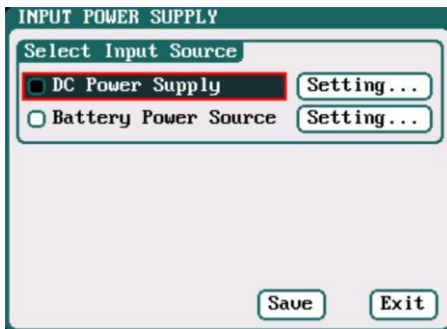 INPUT POWER SUPPLY
Select Input Source
DC Power Supply Setting...
Battery Power Source Setting...
Save Exit